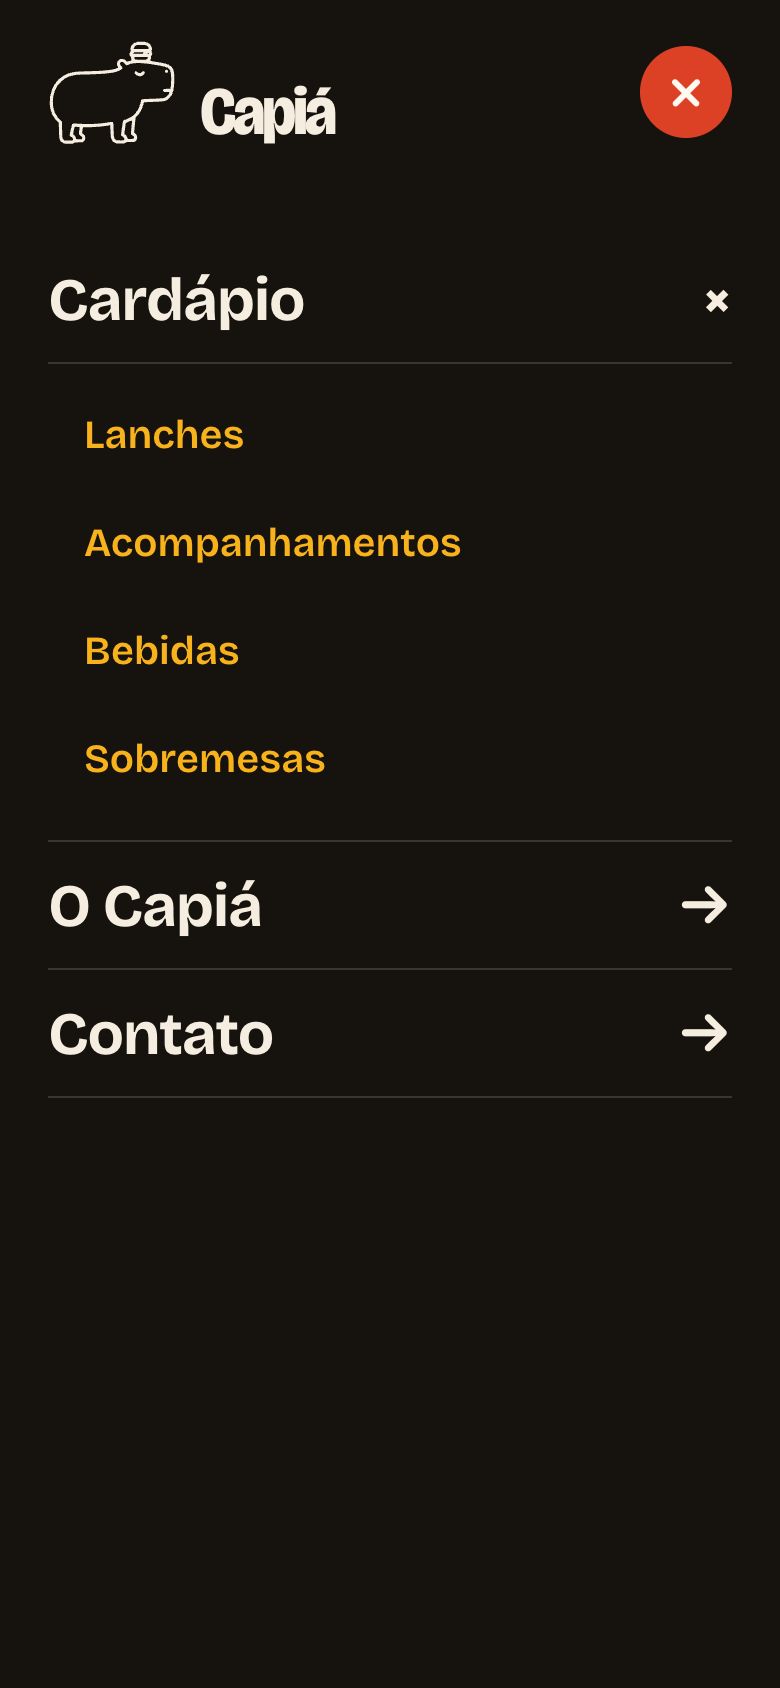 Capiá
Cardápio
Lanches
Acompanhamentos
Bebidas
Sobremesas
O Capiá
Contato